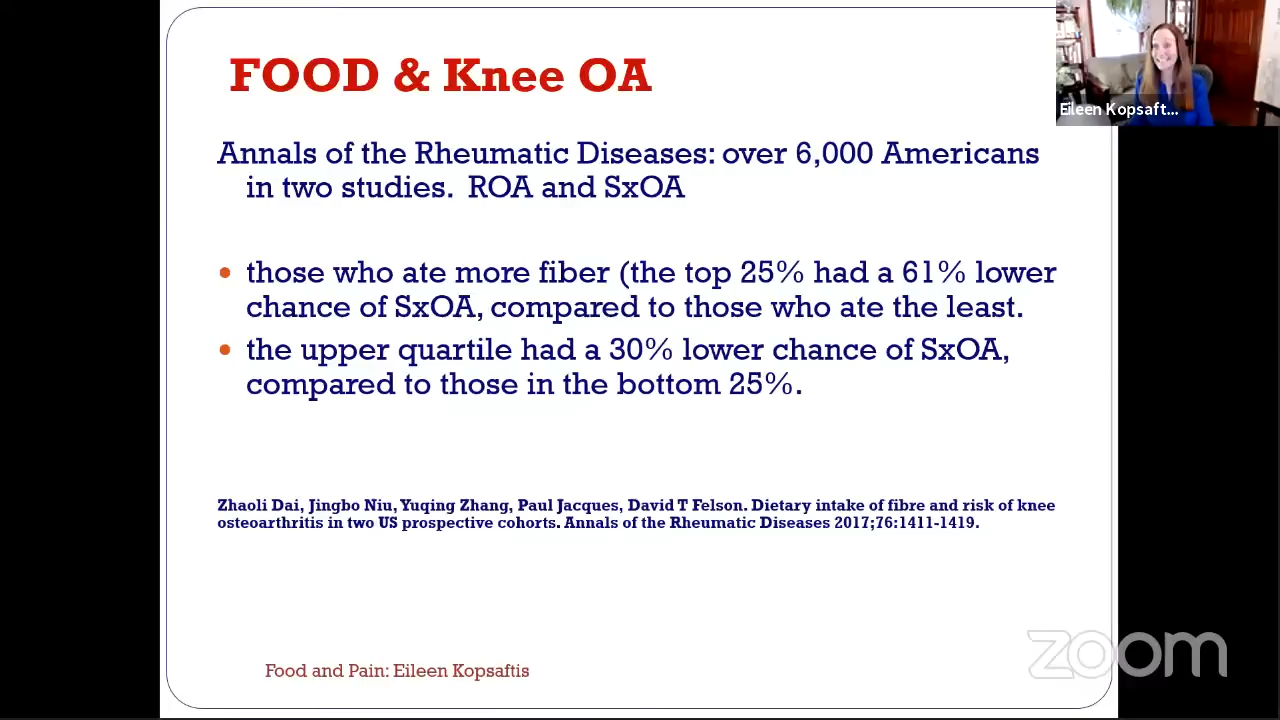 FOOD & Knee OA
Eileen Kopsaft...
Annals of the Rheumatic Diseases: over 6,000 Americans
in two studies.  ROA and SxOA
• those who ate more fiber (the top 25% had a 61% lower
chance of SxOA, compared to those who ate the least.
• the upper quartile had a 30% lower chance of SxOA,
compared to those in the bottom 25%.
Zhaoli Dai, Jingbo Niu, Yuqing Zhang, Paul Jacques, David T Felson. Dietary intake of fibre and risk of knee
osteoarthritis in two US prospective cohorts. Annals of the Rheumatic Diseases 2017;76:1411-1419.
Food and Pain: Eileen Kopsaftis
zoom